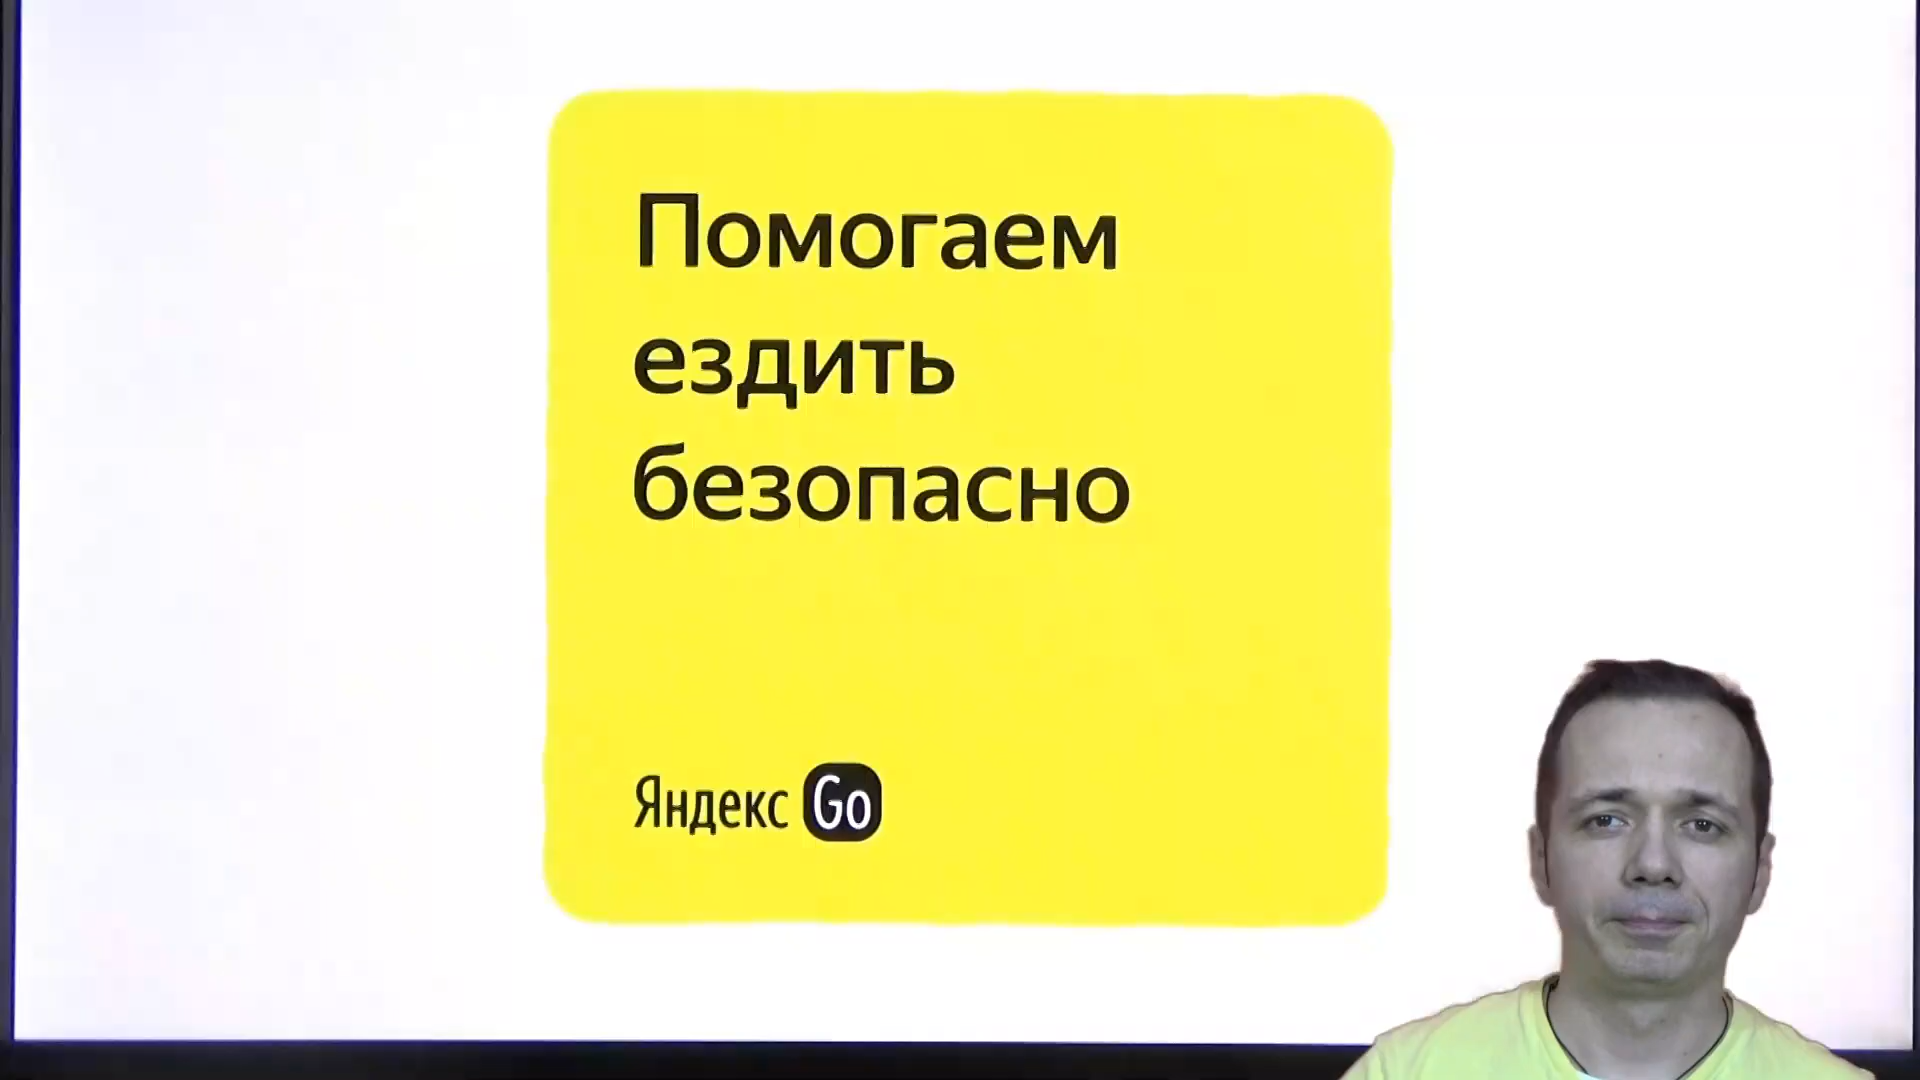 Помогаем
ездить
безопасно
Яндекс Go